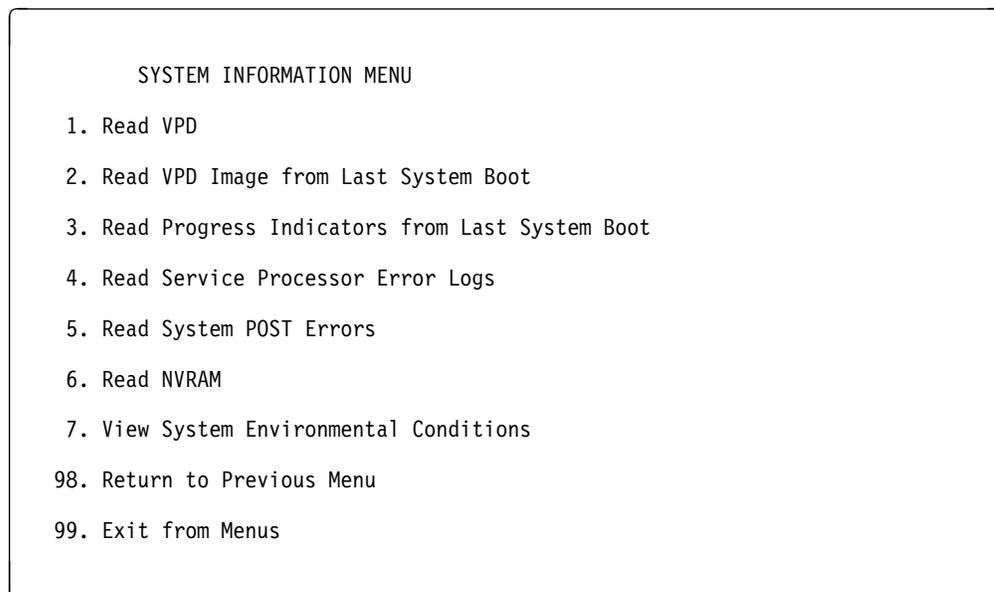 SYSTEM INFORMATION MENU
1. Read VPD
2. Read VPD Image from Last System Boot
3. Read Progress Indicators from Last System Boot
4. Read Service Processor Error Logs
5. Read System POST Errors
6. Read NVRAM
7. View System Environmental Conditions
98. Return to Previous Menu
99. Exit from Menus